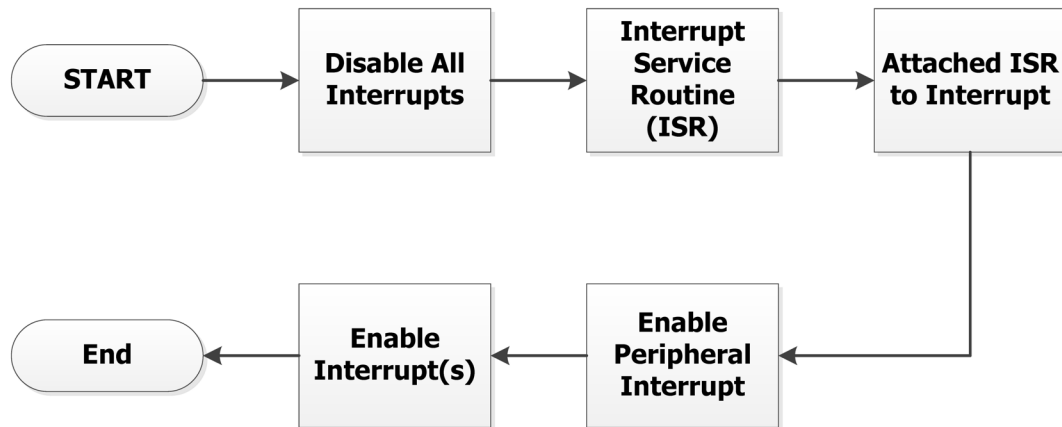 START
Disable All
Interrupts
Interrupt
Service
Routine
(ISR)
Attached ISR
to Interrupt
Enable
Peripheral
Interrupt
Enable
Interrupt(s)
End